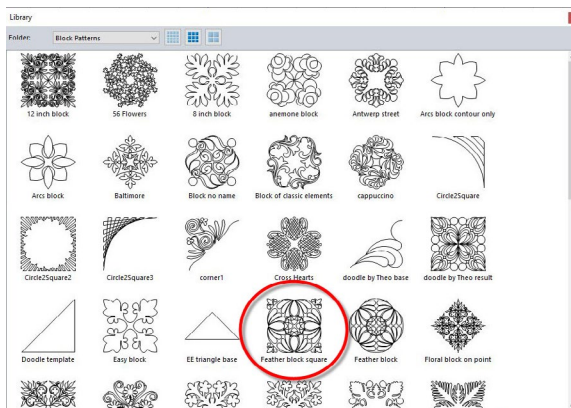 Library
Folder: Block Patterns
12 inch block 56 Flowers 8 inch block anemone block Antwerp street Arcs block contour only
Arcs block Baltimore Block no name Block of classic elements cappuccino Circle2Square
Circle2Square2 Circle2Square3 corner1 Cross Hearts doodle by Theo base doodle by Theo result
Doodle template Easy block EE triangle base Feather block square Feather block Floral block on point